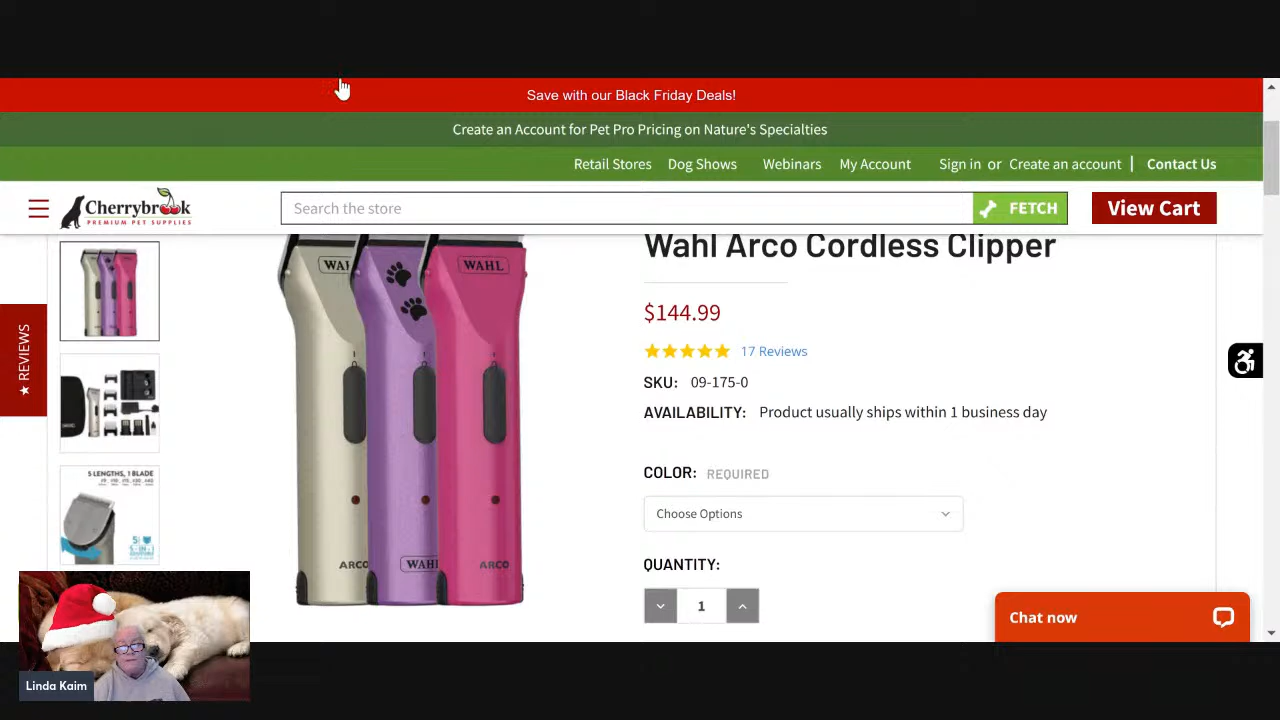 Save with our Black Friday Deals!
Create an Account for Pet Pro Pricing on Nature's Specialties
Retail Stores Dog Shows Webinars My Account Sign in or Create an account | Contact Us
Cherrybrook
PREMIUM PET SUPPLIES
Search the store
FETCH
View Cart
Wahl Arco Cordless Clipper
$144.99
17 Reviews
SKU: 09-175-0
AVAILABILITY: Product usually ships within 1 business day
COLOR: REQUIRED
Choose Options
QUANTITY:
1
★ REVIEWS
WAHL
WAHL
ARCO
ARCO
5 LENGTHS, 1 BLADE
Chat now
Linda Kaim